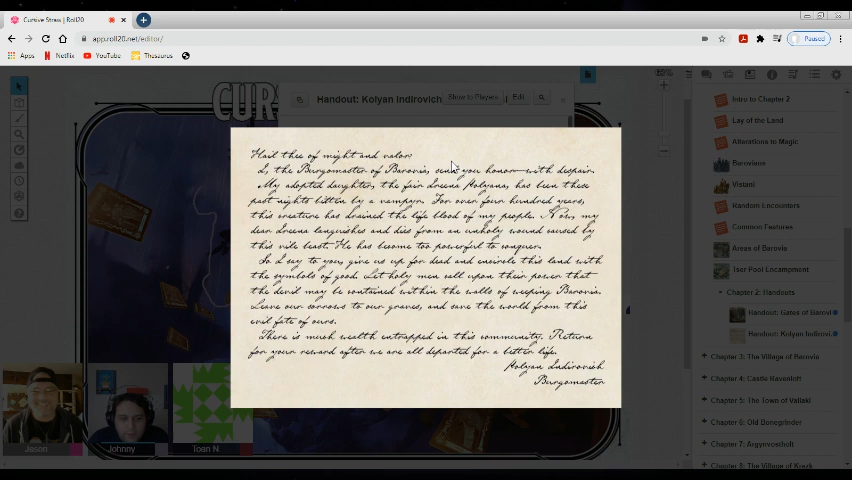 Cursive Strass | Roll20
app.roll20.net/editor/
Paused
Apps
Netflix
YouTube
Thesaurus
CUR
Handout: Kolyan Indirovich
Show to Players
Edit
Hail thee of might and valor:
I, the Burgomaster of Barovia, send you honor—with despair.
My adopted daughter, the fair Ireena Kolyana, has been these
past nights bitten by a vampyr. For over four hundred years,
this creature has drained the life blood of my people. Now, my
dear Ireena languishes and dies from an unholy wound caused by
this vile beast. He has become too powerful to conquer.
So I say to you, give us up for dead and encircle this land with
the symbols of good. Let holy men call upon their power that
the devil may be contained within the walls of weeping Barovia.
Leave our sorrows to our graves, and save the world from this
evil fate of ours.
There is much wealth entrapped in this community. Return
for your reward after we are all departed for a better life.
Kolyan Indirovich
Burgomaster
Intro to Chapter 2
Lay of the Land
Alterations to Magic
Barovians
Vistani
Random Encounters
Common Features
Areas of Barovia
Tser Pool Encampment
Chapter 2: Handouts
Handout: Gates of Barovi
Handout: Kolyan Indirovi
Chapter 3: The Village of Barovia
Chapter 4: Castle Ravenloft
Chapter 5: The Town of Vallaki
Chapter 6: Old Bonegrinder
Chapter 7: Argynvostholt
Chapter 8: The Village of Krezk
Jason
Johnny
Toan N